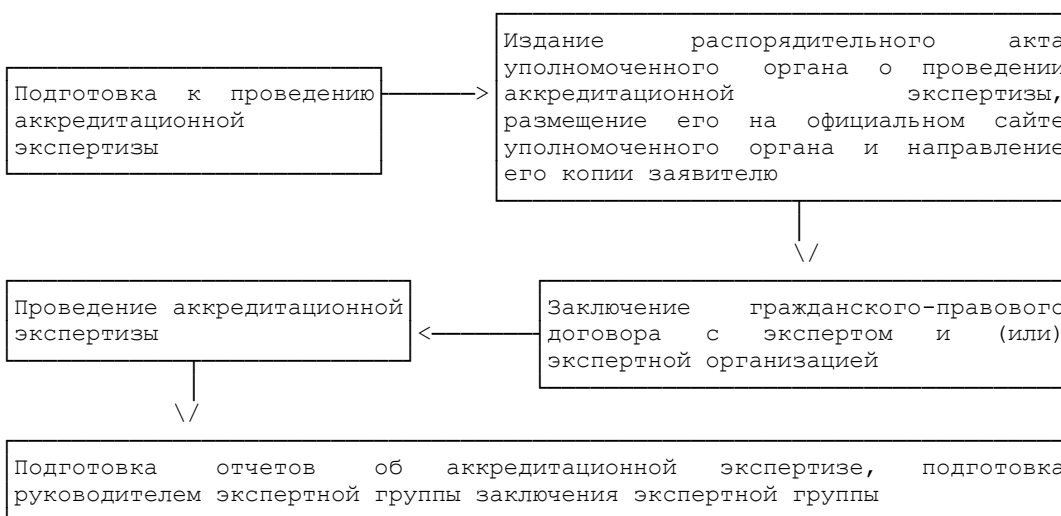 Подготовка к проведению
аккредитационной
экспертизы
Издание распорядительного акта
уполномоченного органа о проведении
аккредитационной экспертизы,
размещение его на официальном сайте
уполномоченного органа и направление
его копии заявителю
Заключение гражданского-правового
договора с экспертом и (или)
экспертной организацией
Проведение аккредитационной
экспертизы
Подготовка отчетов об аккредитационной экспертизе, подготовка
руководителем экспертной группы заключения экспертной группы